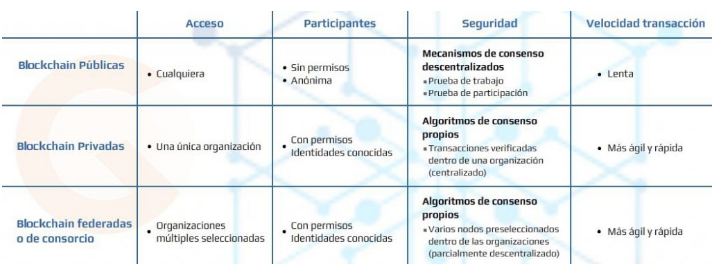 Acceso Participantes Seguridad Velocidad transacción
Blockchain Públicas
• Cualquiera
• Sin permisos
• Anónima
Mecanismos de consenso
descentralizados
▪Prueba de trabajo
▪Prueba de participación
• Lenta
Blockchain Privadas
• Una única organización
• Con permisos
Identidades conocidas
Algoritmos de consenso
propios
▪Transacciones verificadas
dentro de una organización
(centralizado)
• Más ágil y rápida
Blockchain federadas
o de consorcio
• Organizaciones
múltiples seleccionadas
• Con permisos
Identidades conocidas
Algoritmos de consenso
propios
▪Varios nodos preseleccionados
dentro de las organizaciones
(parcialmente descentralizado)
• Más ágil y rápida